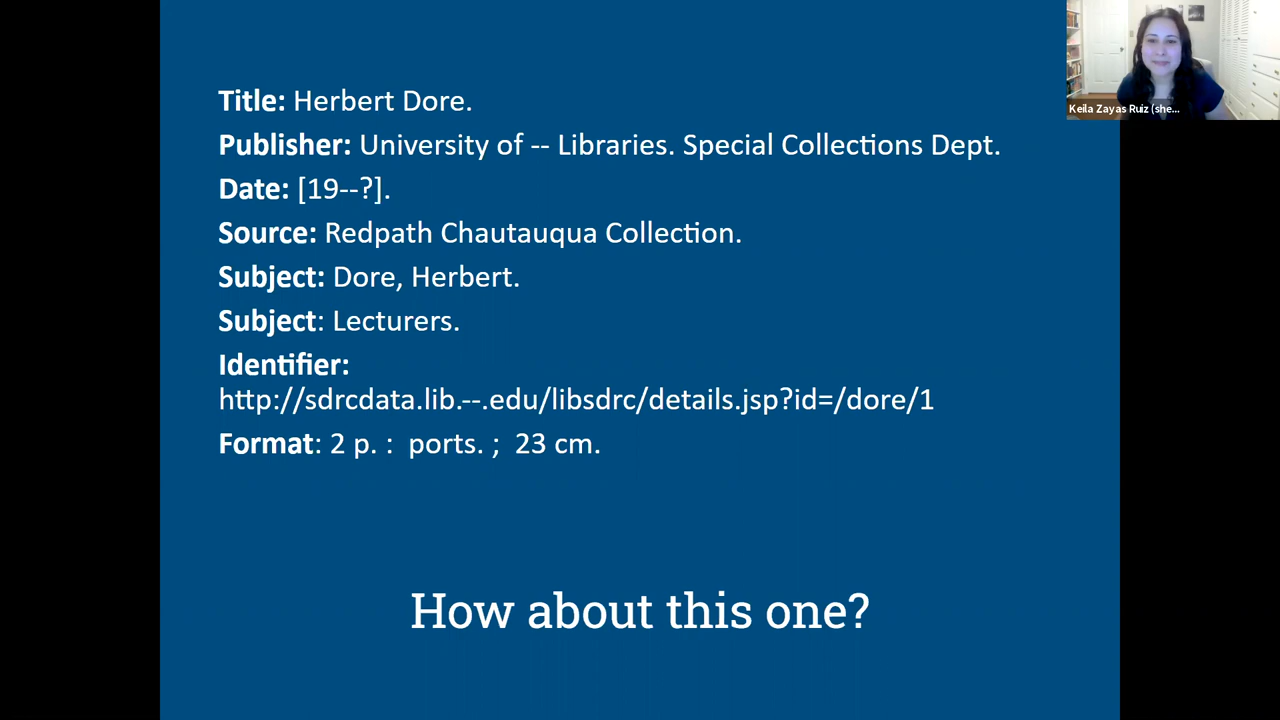 Title: Herbert Dore.
Publisher: University of -- Libraries. Special Collections Dept.
Date: [19--?].
Source: Redpath Chautauqua Collection.
Subject: Dore, Herbert.
Subject: Lecturers.
Identifier:
http://sdrcdata.lib.--.edu/libsdrc/details.jsp?id=/dore/1
Format: 2 p. :  ports. ;  23 cm.
How about this one?
Keila Zayas Ruiz (she...